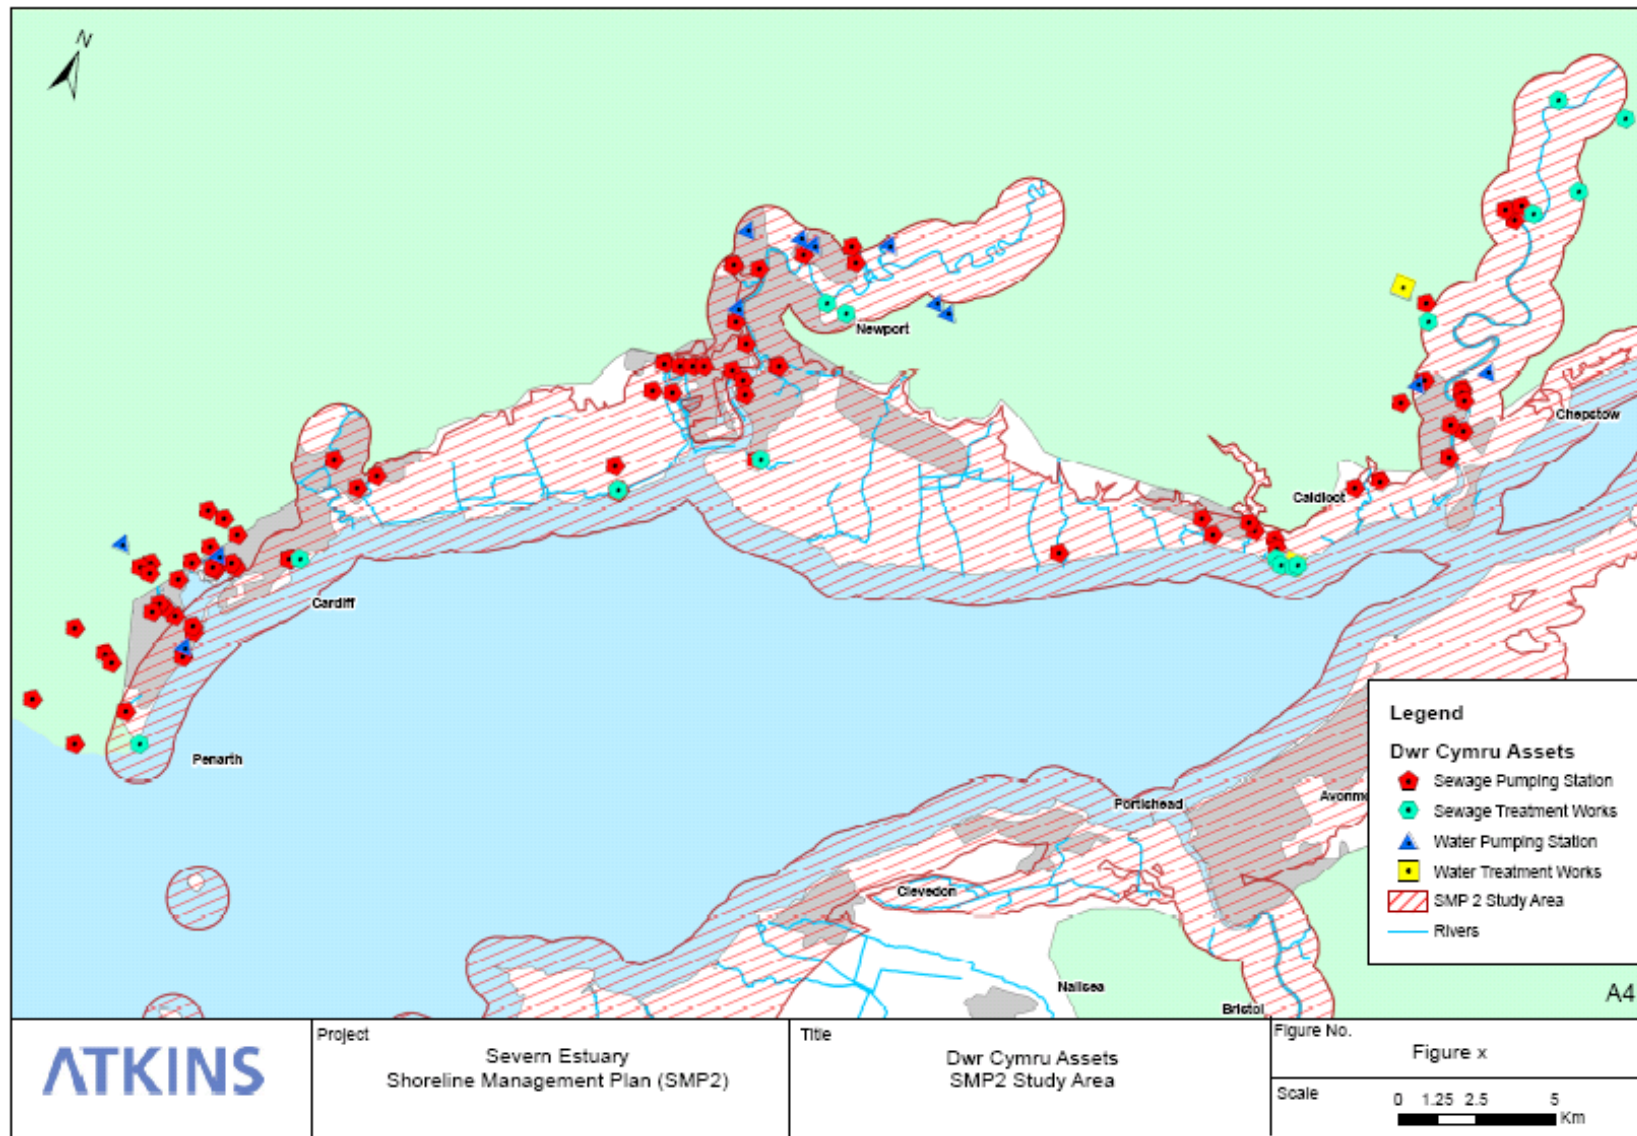 N
Newport
Chepstow
Caldicot
Cardiff
Penarth
Portishead
Avonmo
Clevedon
Nailsea
Bristol
Legend
Dwr Cymru Assets
Sewage Pumping Station
Sewage Treatment Works
Water Pumping Station
Water Treatment Works
SMP 2 Study Area
Rivers
A4
ATKINS
Project
Severn Estuary
Shoreline Management Plan (SMP2)
Title
Dwr Cymru Assets
SMP2 Study Area
Figure No.
Figure x
Scale
0 1.25 2.5 5
Km